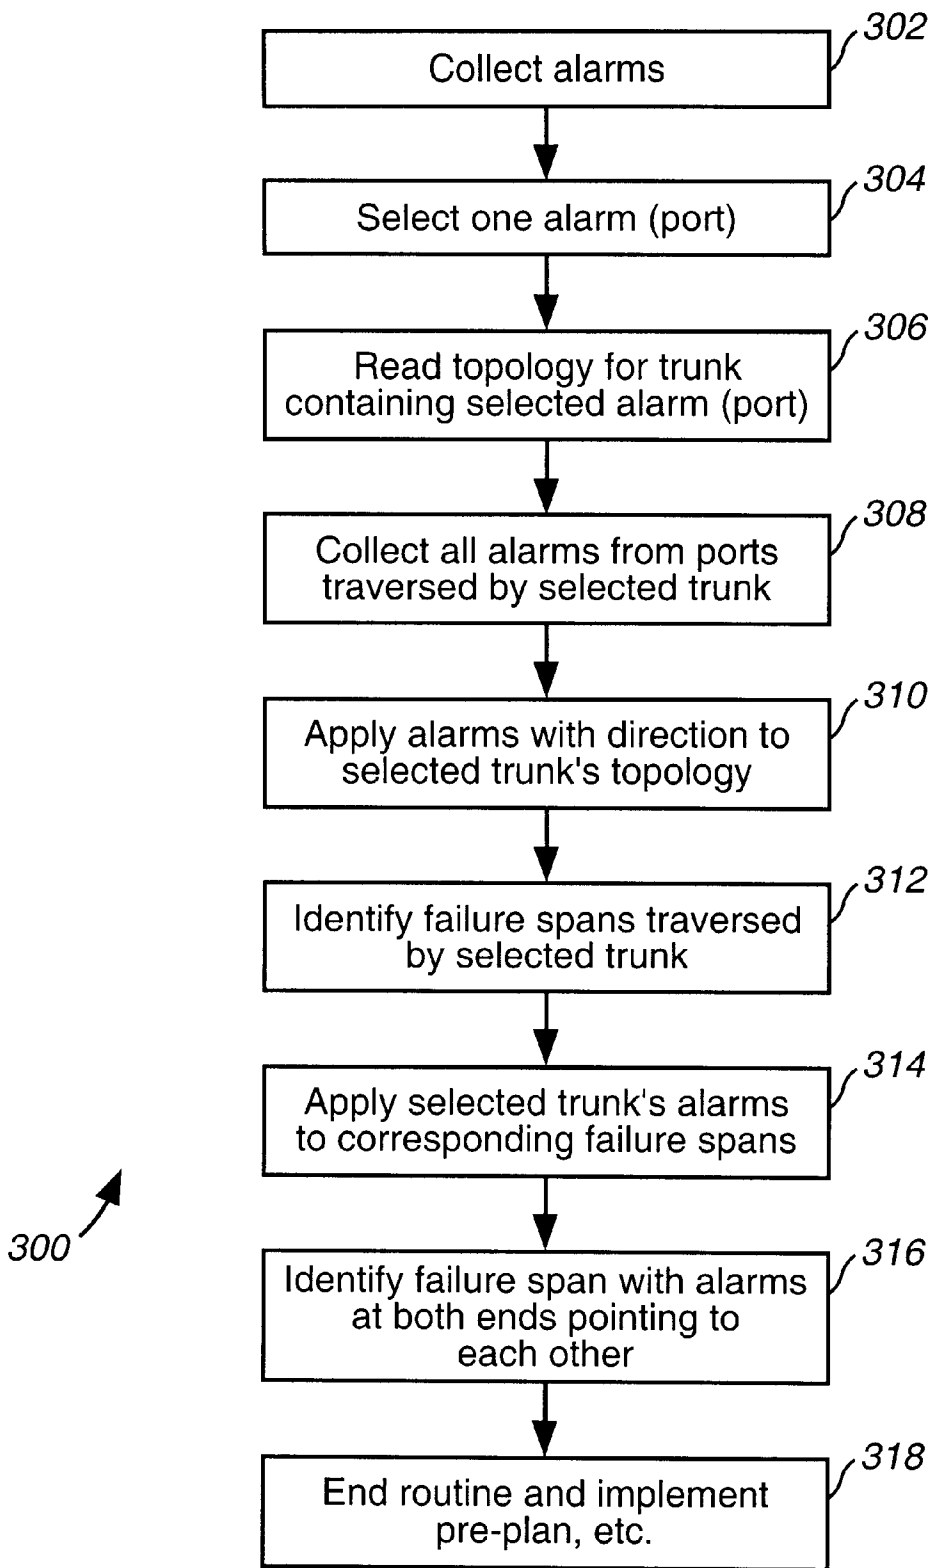 302
Collect alarms
304
Select one alarm (port)
306
Read topology for trunk
containing selected alarm (port)
308
Collect all alarms from ports
traversed by selected trunk
310
Apply alarms with direction to
selected trunk's topology
312
Identify failure spans traversed
by selected trunk
314
Apply selected trunk's alarms
to corresponding failure spans
300
316
Identify failure span with alarms
at both ends pointing to
each other
318
End routine and implement
pre-plan, etc.